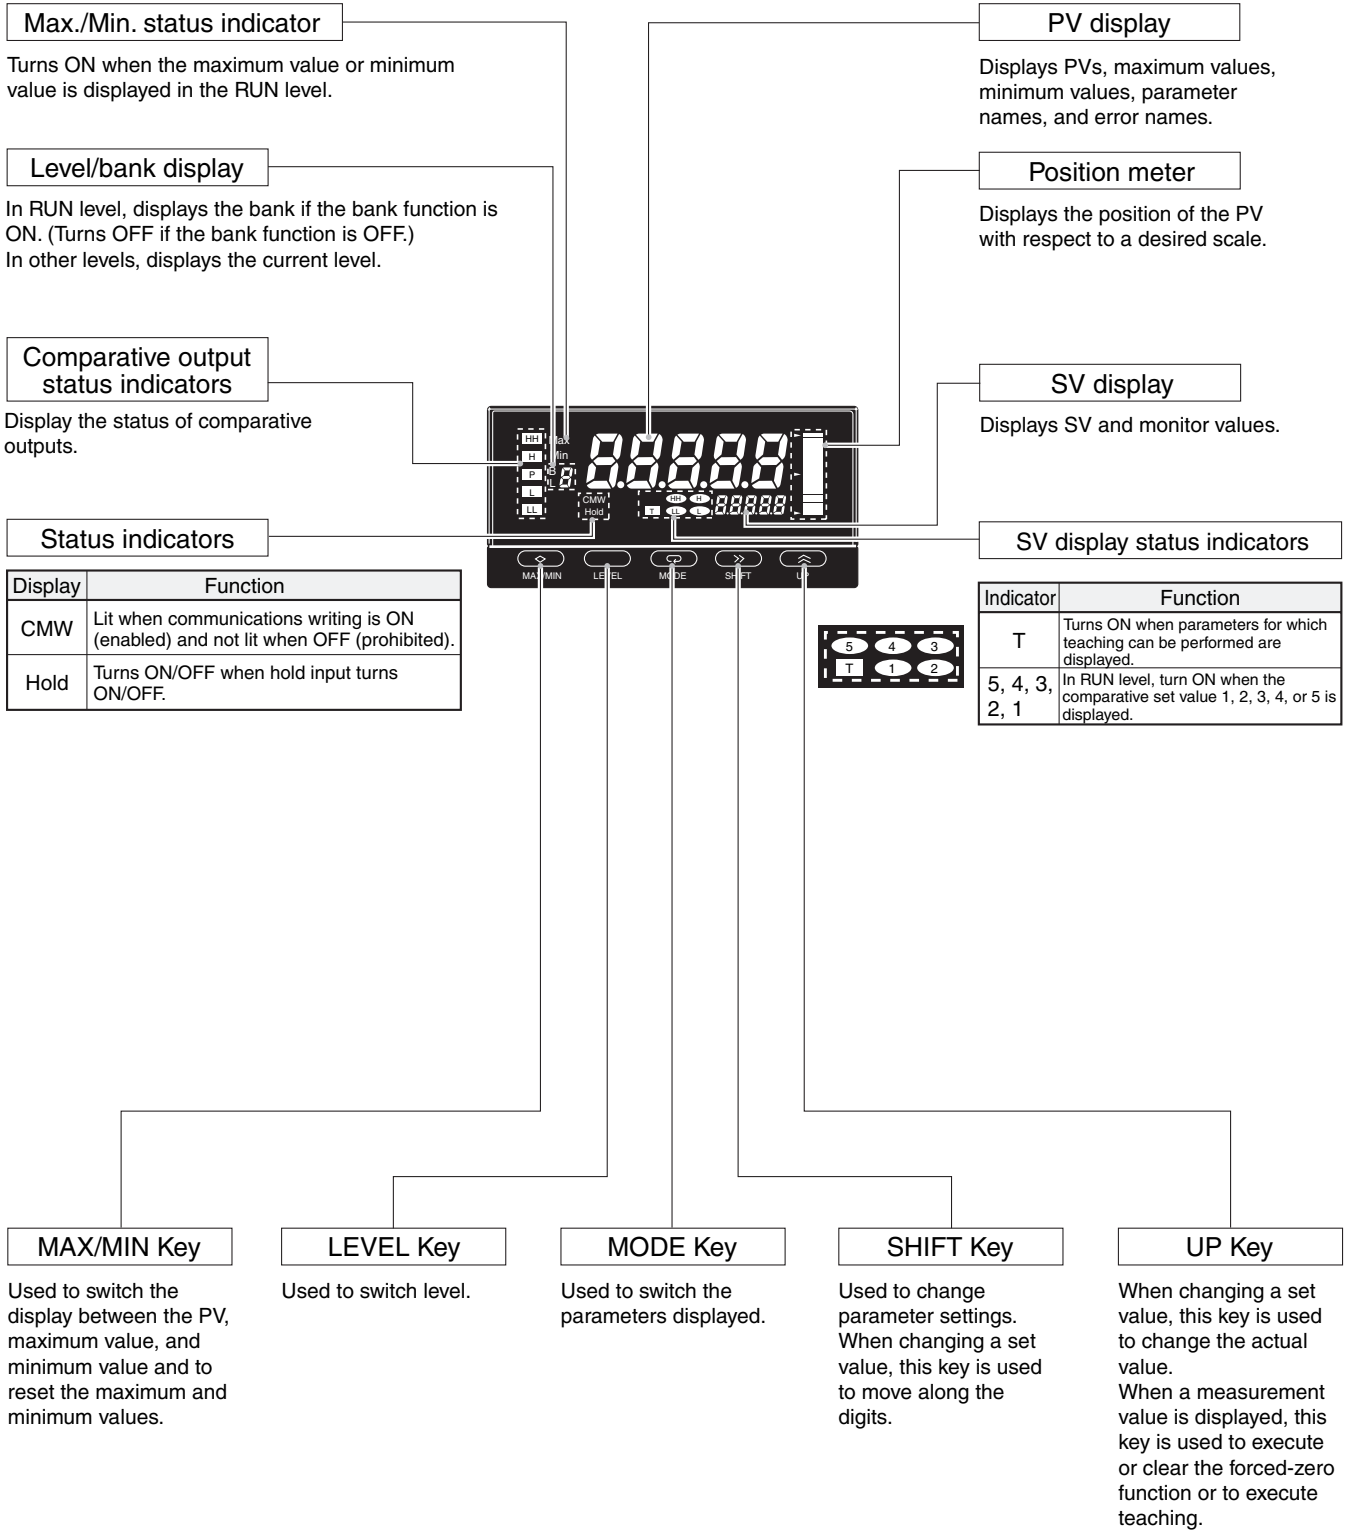 Max./Min. status indicator
Turns ON when the maximum value or minimum
value is displayed in the RUN level.
Level/bank display
In RUN level, displays the bank if the bank function is
ON. (Turns OFF if the bank function is OFF.)
In other levels, displays the current level.
Comparative output
status indicators
Display the status of comparative
outputs.
Status indicators
Display Function
CMW Lit when communications writing is ON
(enabled) and not lit when OFF (prohibited).
Hold Turns ON/OFF when hold input turns
ON/OFF.
PV display
Displays PVs, maximum values,
minimum values, parameter
names, and error names.
Position meter
Displays the position of the PV
with respect to a desired scale.
SV display
Displays SV and monitor values.
SV display status indicators
Indicator Function
T Turns ON when parameters for which
teaching can be performed are
displayed.
5, 4, 3,
2, 1
In RUN level, turn ON when the
comparative set value 1, 2, 3, 4, or 5 is
displayed.
HH
H
P
L
LL
Max
Min
B
L
8
8.8.8.8.8
CMW
Hold
HH H
T LL L
8.8.8.8.8
MAX/MIN LEVEL MODE SHIFT UP
5 4 3
T 1 2
MAX/MIN Key
Used to switch the
display between the PV,
maximum value, and
minimum value and to
reset the maximum and
minimum values.
LEVEL Key
Used to switch level.
MODE Key
Used to switch the
parameters displayed.
SHIFT Key
Used to change
parameter settings.
When changing a set
value, this key is used
to move along the
digits.
UP Key
When changing a set
value, this key is used
to change the actual
value.
When a measurement
value is displayed, this
key is used to execute
or clear the forced-zero
function or to execute
teaching.